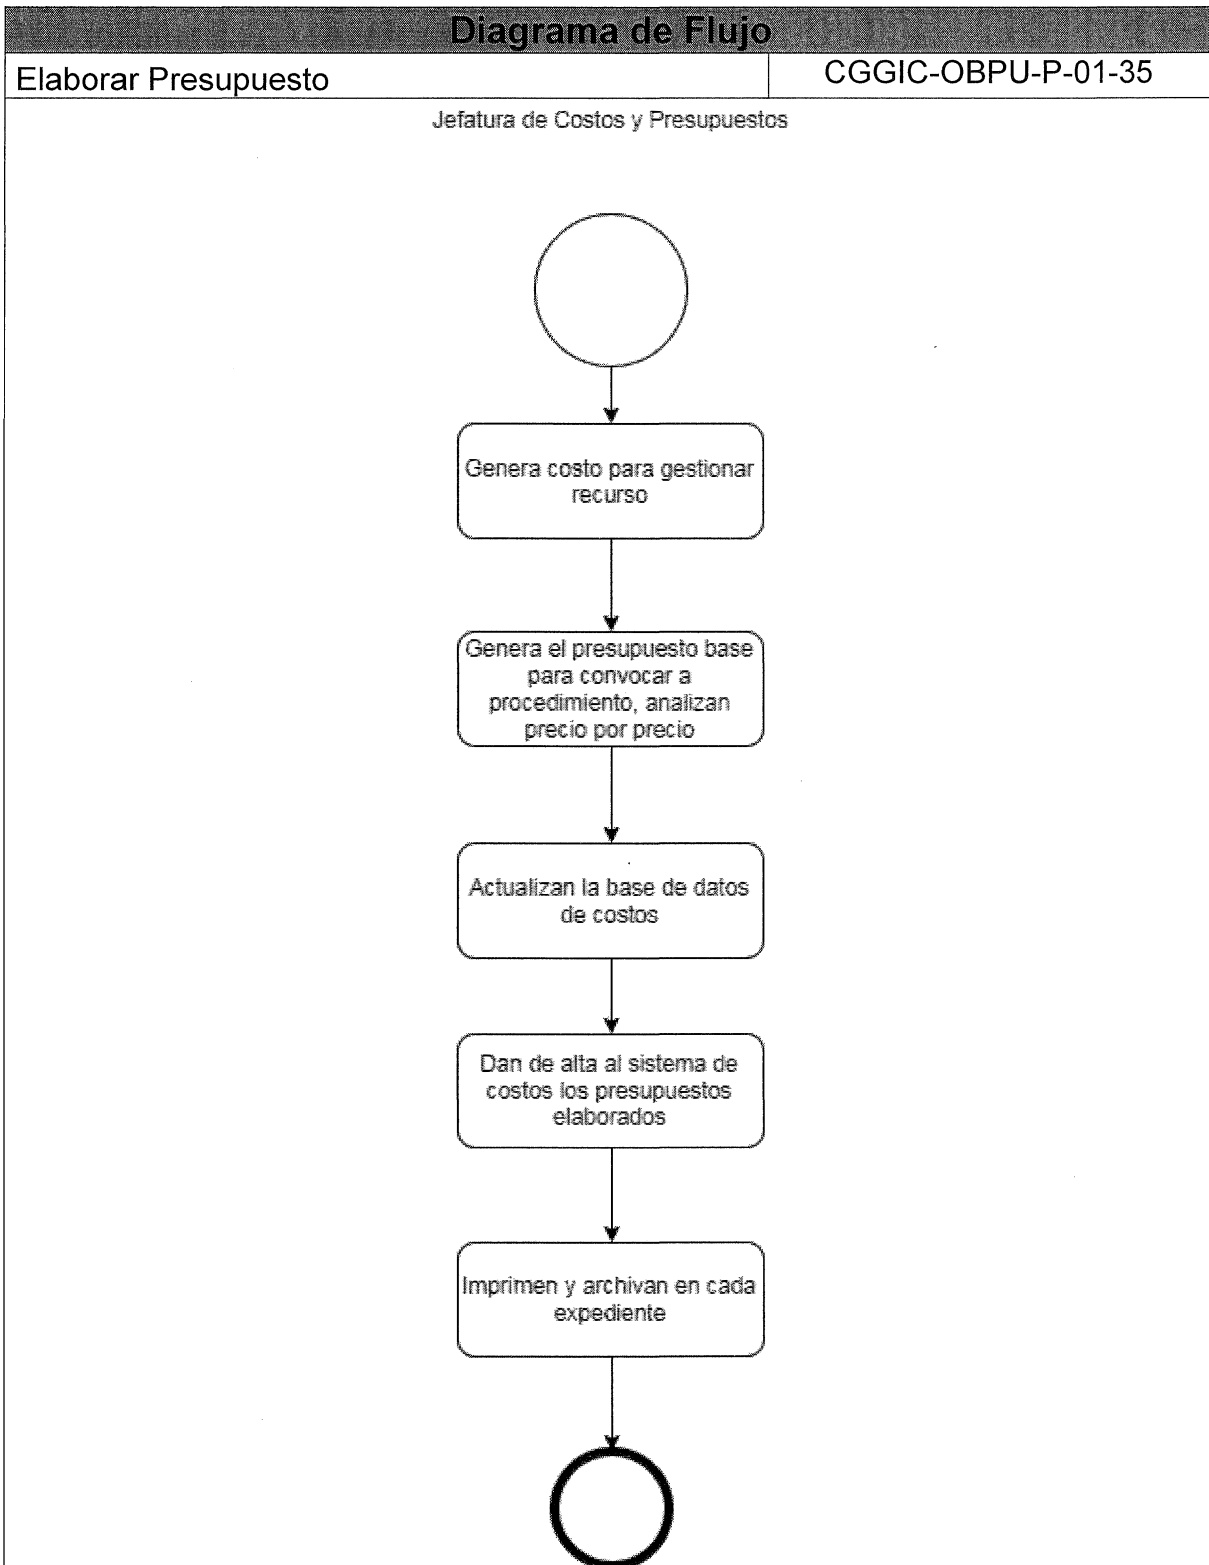 Diagrama de Flujo
Elaborar Presupuesto
CGGIC-OBPU-P-01-35
Jefatura de Costos y Presupuestos
Genera costo para gestionar
recurso
Genera el presupuesto base
para convocar a
procedimiento, analizan
precio por precio
Actualizan la base de datos
de costos
Dan de alta al sistema de
costos los presupuestos
elaborados
Imprimen y archivan en cada
expediente